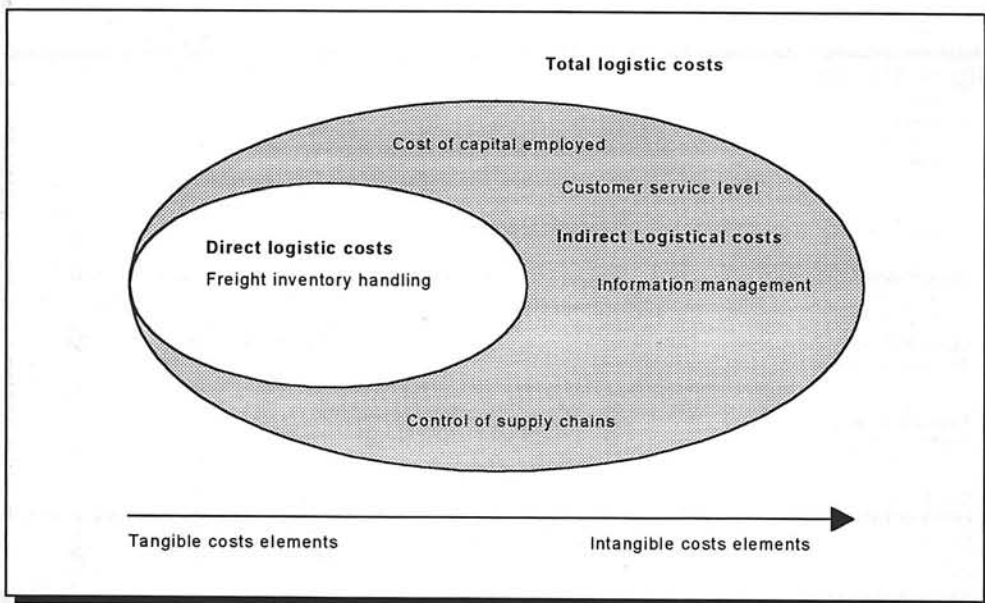 Total logistic costs
Cost of capital employed
Customer service level
Indirect Logistical costs
Direct logistic costs
Freight inventory handling
Information management
Control of supply chains
Tangible costs elements
Intangible costs elements